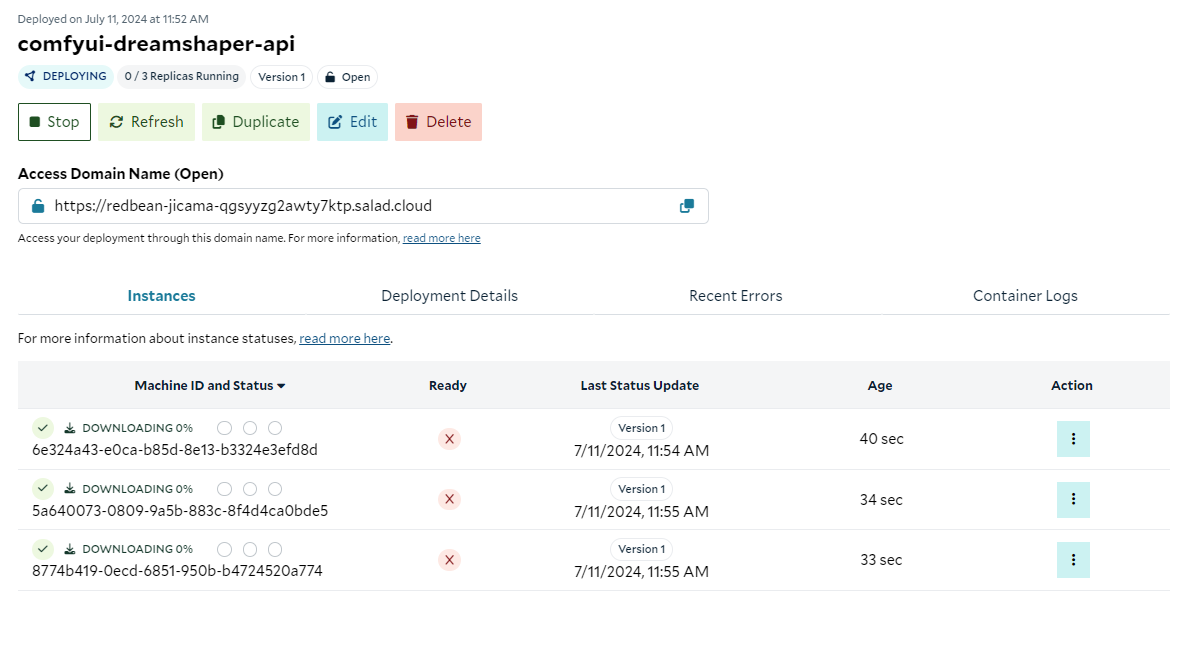 Deployed on July 11, 2024 at 11:52 AM
comfyui-dreamshaper-api
DEPLOYING 0 / 3 Replicas Running Version 1 Open
Stop Refresh Duplicate Edit Delete
Access Domain Name (Open)
https://redbean-jicama-qgsyyzg2awty7ktp.salad.cloud
Access your deployment through this domain name. For more information, read more here
Instances Deployment Details Recent Errors Container Logs
For more information about instance statuses, read more here.
Machine ID and Status Ready Last Status Update Age Action
DOWNLOADING 0% Version 1
6e324a43-e0ca-b85d-8e13-b3324e3efd8d 7/11/2024, 11:54 AM 40 sec
DOWNLOADING 0% Version 1
5a640073-0809-9a5b-883c-8f4d4ca0bde5 7/11/2024, 11:55 AM 34 sec
DOWNLOADING 0% Version 1
8774b419-0ecd-6851-950b-b4724520a774 7/11/2024, 11:55 AM 33 sec